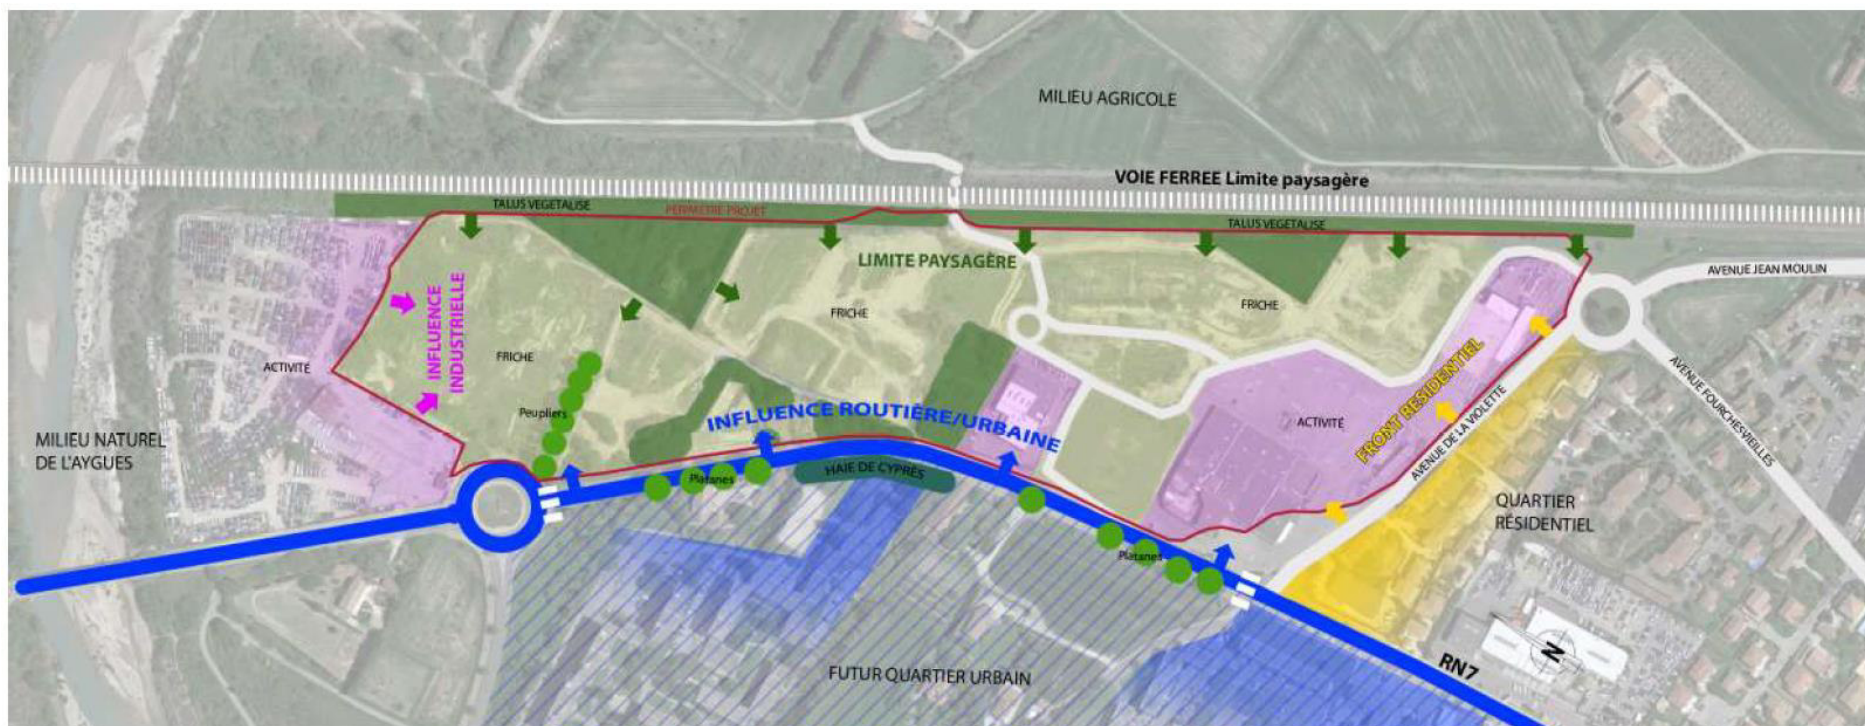 MILIEU AGRICOLE
VOIE FERREE Limite paysagère
TALUS VEGETALISE
PERIMETRE PROJET
TALUS VEGETALISE
LIMITE PAYSAGÈRE
AVENUE JEAN MOULIN
INFLUENCE
INDUSTRIELLE
FRICHE
FRICHE
FRICHE
ACTIVITÉ
Peupliers
INFLUENCE ROUTIÈRE/URBAINE
ACTIVITÉ
FRONT RESIDENTIEL
AVENUE DE LA VIOLETTE
AVENUE FOURCHESVIEILLES
MILIEU NATUREL
DE L'AYGUES
Platanes
HAIE DE CYPRÈS
QUARTIER
RÉSIDENTIEL
Platanes
FUTUR QUARTIER URBAIN
RN7
N